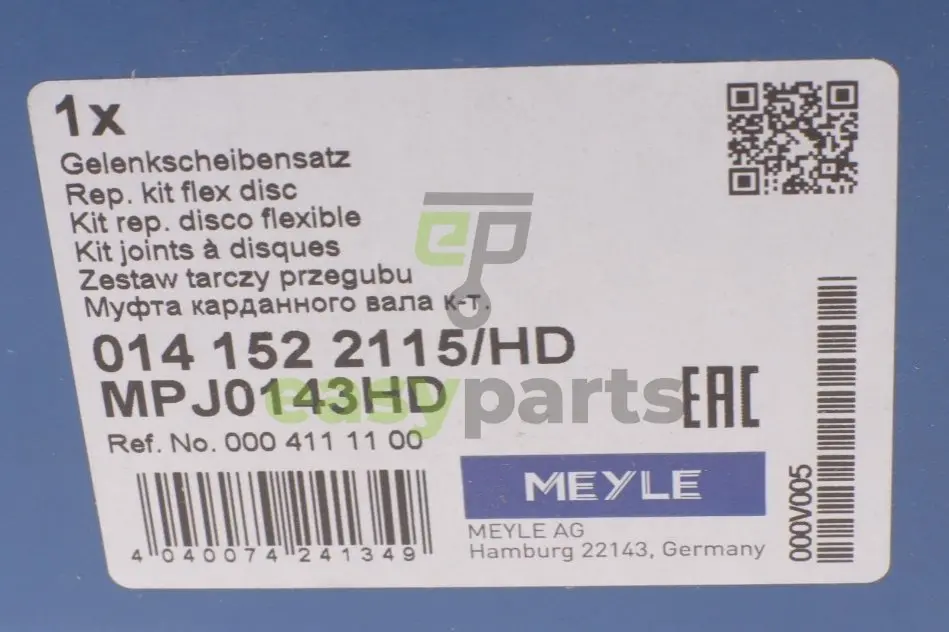 1x
Gelenkscheibensatz
Rep. kit flex disc
Kit rep. disco flexible
Kit joints à disques
Zestaw tarczy przegubu
Муфта карданного вала к-т.
ep
014 152 2115/HD
MPJ0143HD
easyparts
EAC
Ref. No. 000 411 11 00
MEYLE
MEYLE AG
Hamburg 22143, Germany
4 040074 241349
000V005